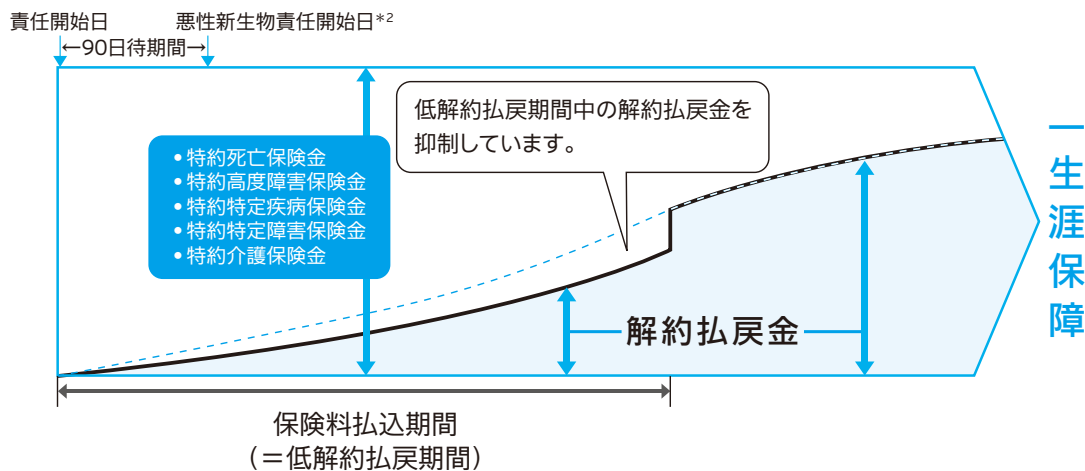 責任開始日
悪性新生物責任開始日*2
←90日待期間→
低解約払戻期間中の解約払戻金を
抑制しています。
•特約死亡保険金
•特約高度障害保険金
•特約特定疾病保険金
•特約特定障害保険金
•特約介護保険金
一生涯保障
解約払戻金
保険料払込期間
（＝低解約払戻期間）